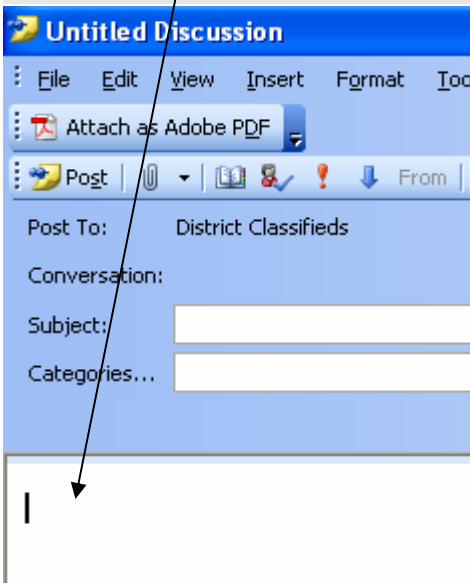 Untitled Discussion
File Edit View Insert Format Too
Attach as Adobe PDF
Post From
Post To: District Classifieds
Conversation:
Subject:
Categories...